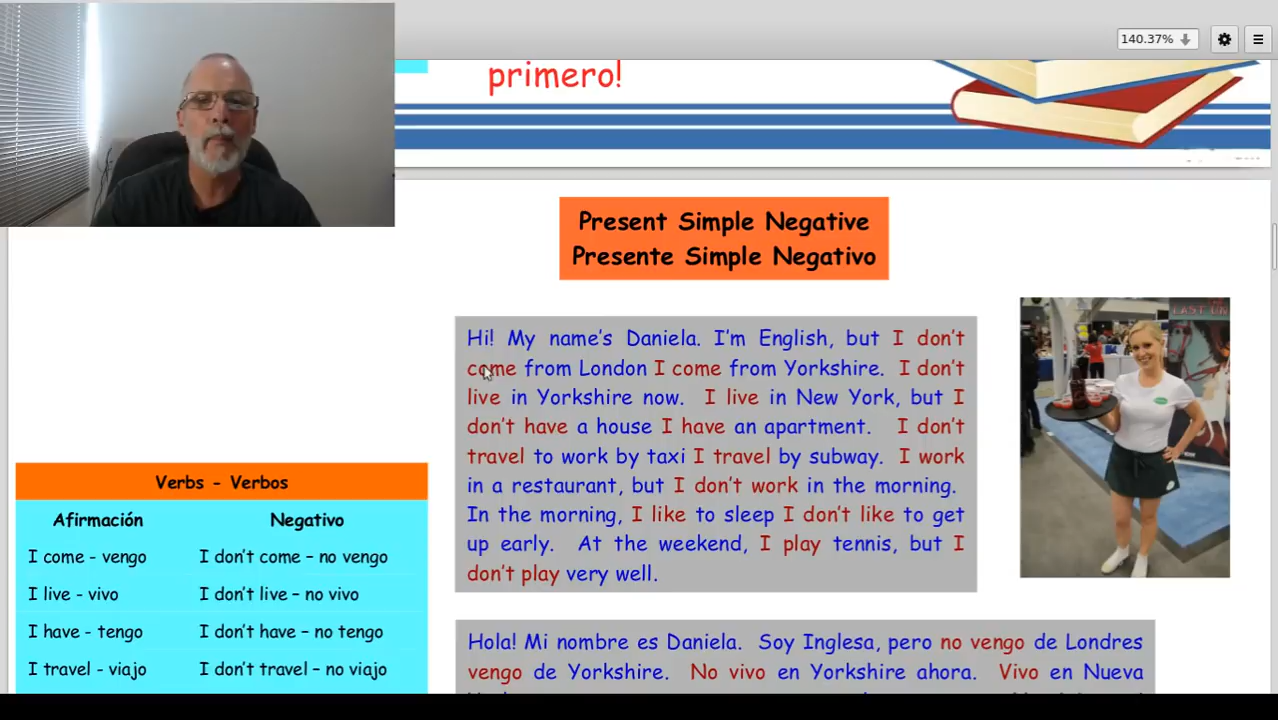 140.37%
primero!
Present Simple Negative
Presente Simple Negativo
Hi! My name's Daniela. I'm English, but I don't
come from London I come from Yorkshire. I don't
live in Yorkshire now. I live in New York, but I
don't have a house I have an apartment. I don't
travel to work by taxi I travel by subway. I work
in a restaurant, but I don't work in the morning.
In the morning, I like to sleep I don't like to get
up early. At the weekend, I play tennis, but I
don't play very well.
LAST UN
Verbs - Verbos
Afirmación Negativo
I come - vengo I don't come – no vengo
I live - vivo I don't live – no vivo
I have - tengo I don't have – no tengo
I travel - viajo I don't travel – no viajo
Hola! Mi nombre es Daniela. Soy Inglesa, pero no vengo de Londres
vengo de Yorkshire. No vivo en Yorkshire ahora. Vivo en Nueva